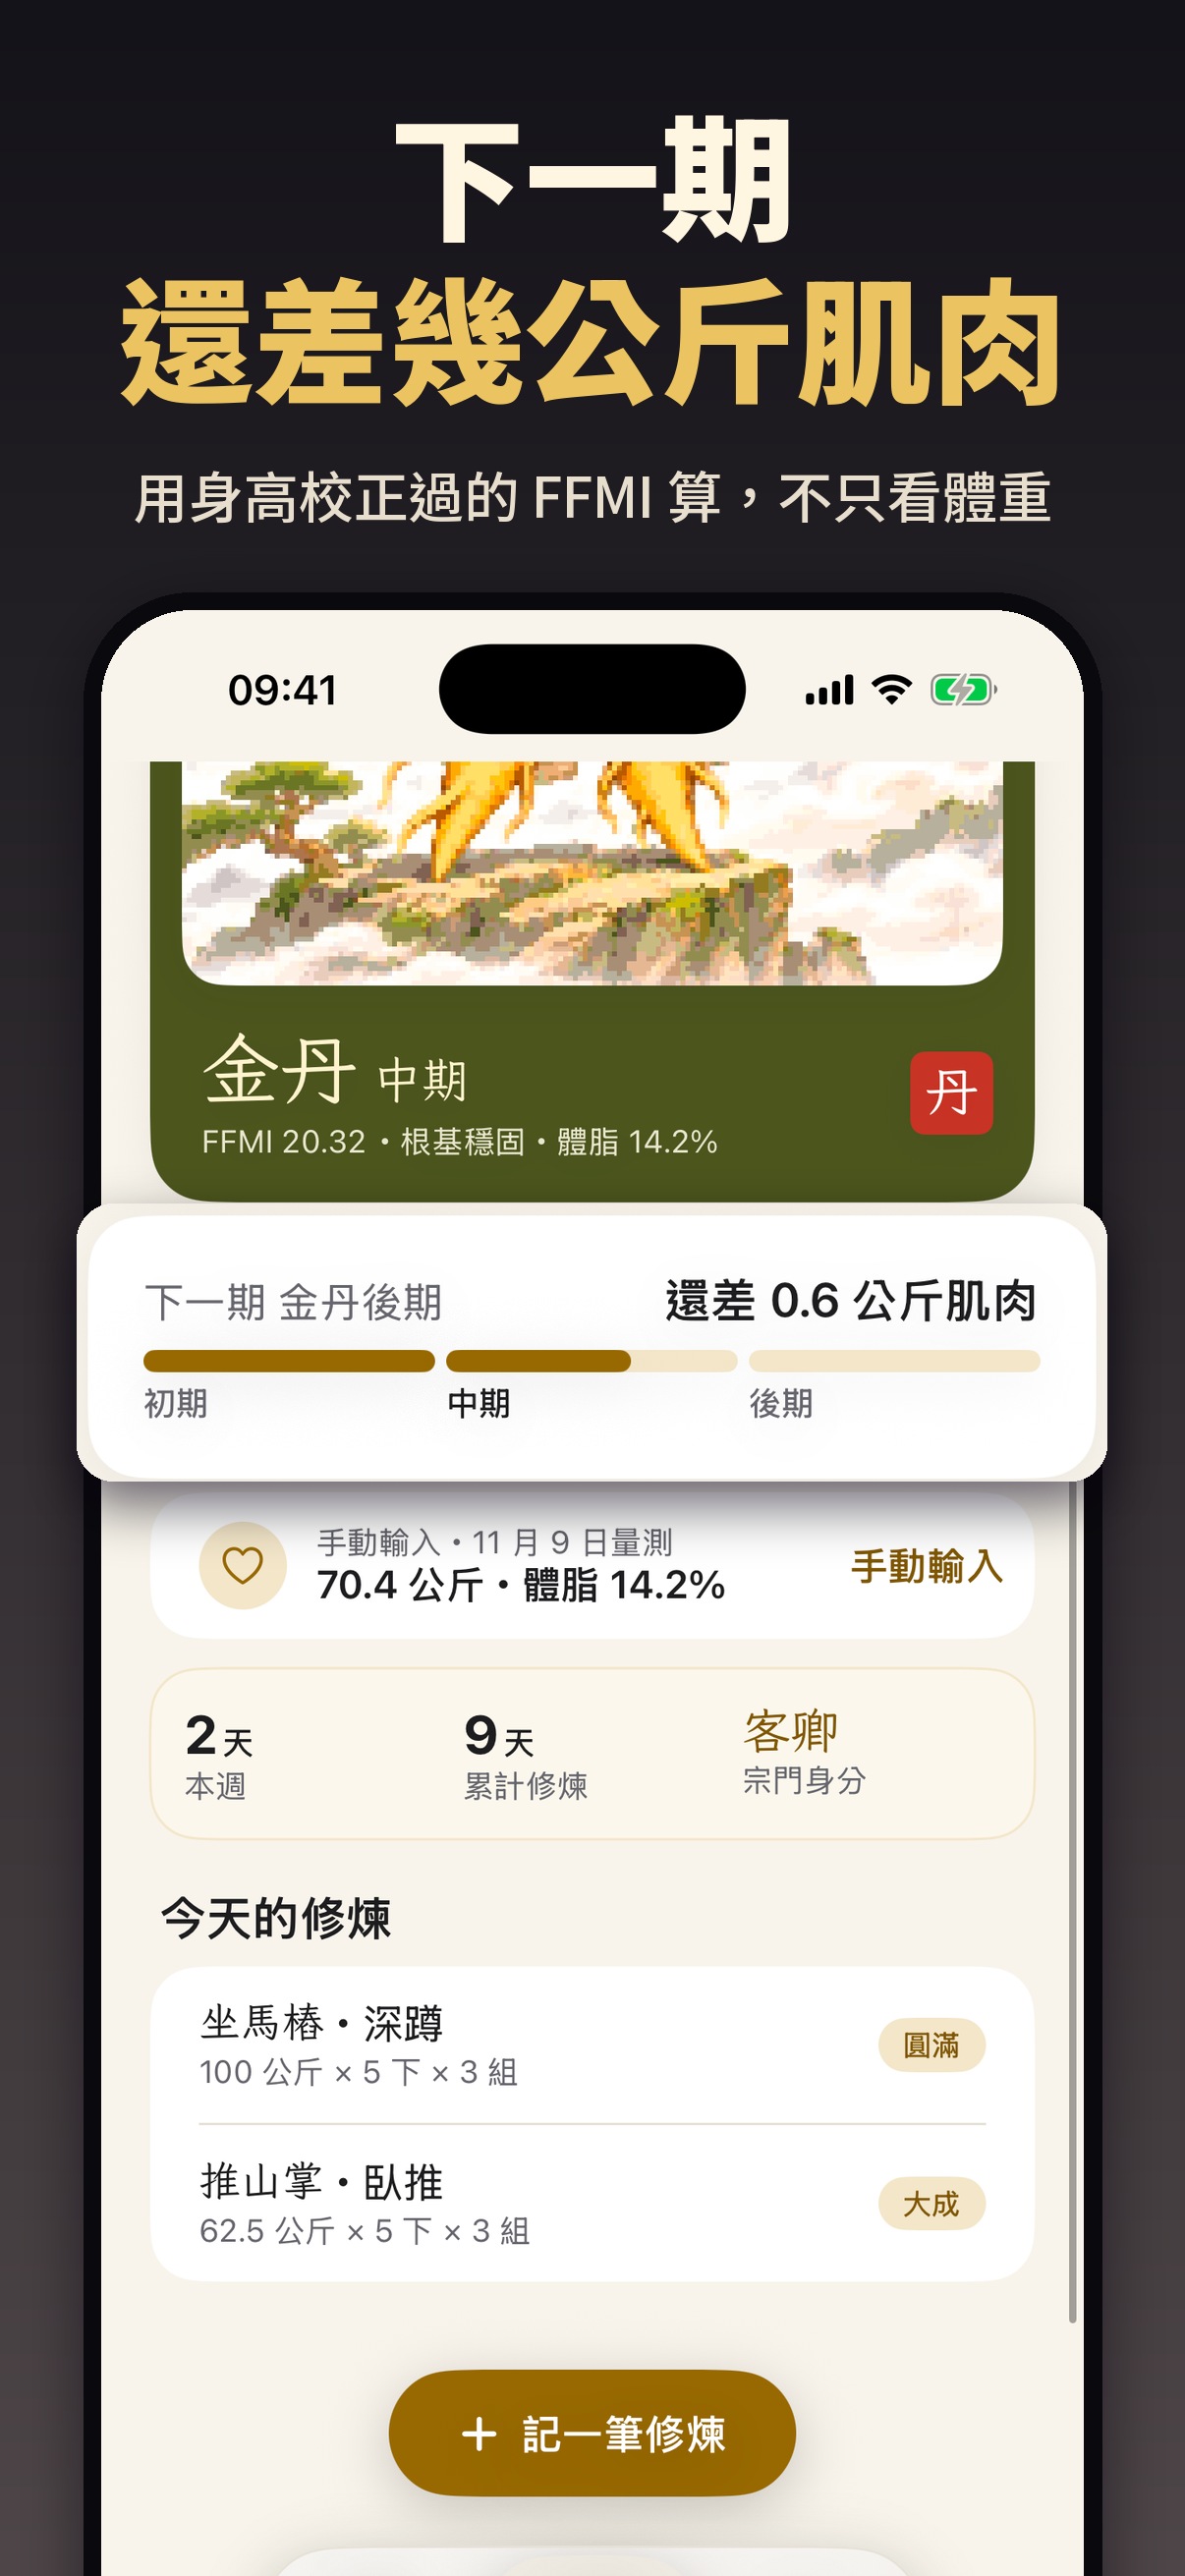 下一期
還差幾公斤肌肉
用身高校正過的 FFMI 算，不只看體重
09:41
金丹 中期
丹
FFMI 20.32・根基穩固・體脂 14.2%
下一期 金丹後期
還差 0.6 公斤肌肉
初期
中期
後期
手動輸入・11 月 9 日量測
70.4 公斤・體脂 14.2%
手動輸入
2 天
本週
9 天
累計修煉
客卿
宗門身分
今天的修煉
坐馬樁・深蹲
100 公斤 × 5 下 × 3 組
圓滿
推山掌・臥推
62.5 公斤 × 5 下 × 3 組
大成
+ 記一筆修煉